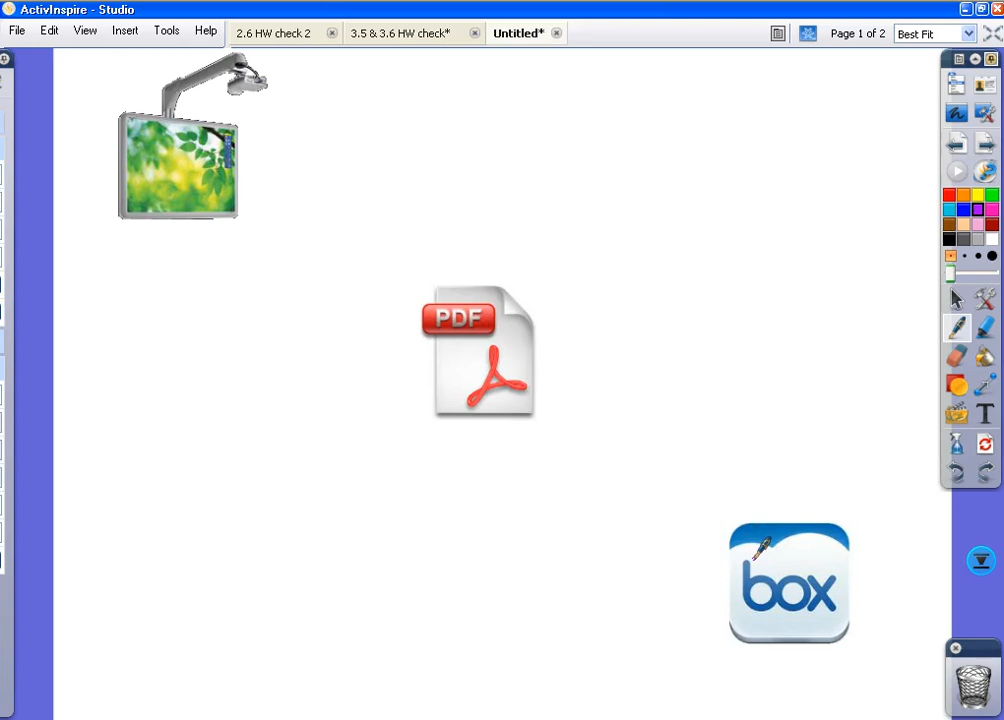 ActivInspire - Studio
File Edit View Insert Tools Help
2.6 HW check 2
3.5 & 3.6 HW check*
Untitled*
Page 1 of 2
Best Fit
PDF
T
box